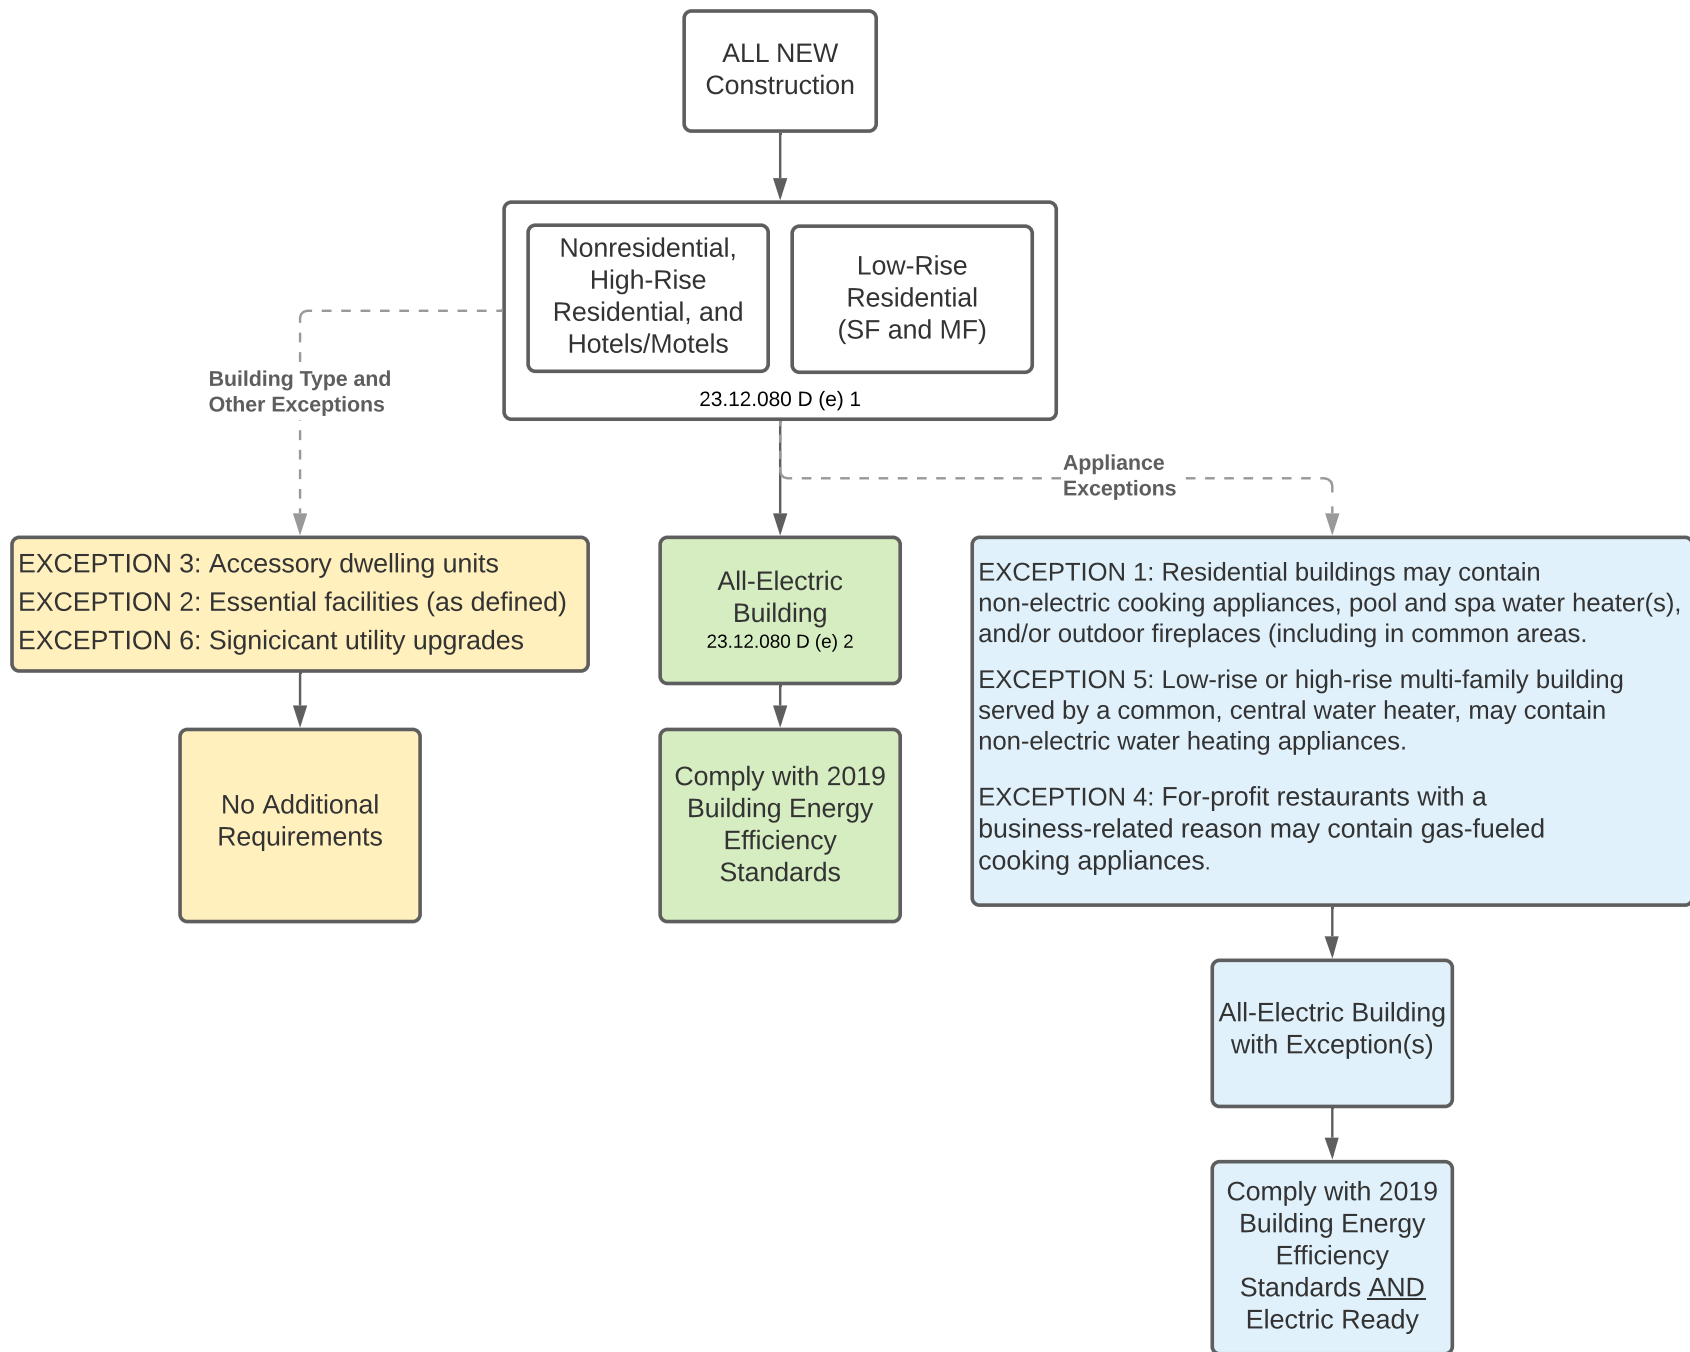 ALL NEW
Construction
Nonresidential,
High-Rise
Residential, and
Hotels/Motels
Low-Rise
Residential
(SF and MF)
23.12.080 D (e) 1
Building Type and
Other Exceptions
Appliance
Exceptions
EXCEPTION 3: Accessory dwelling units
EXCEPTION 2: Essential facilities (as defined)
EXCEPTION 6: Signicicant utility upgrades
No Additional
Requirements
All-Electric
Building
23.12.080 D (e) 2
Comply with 2019
Building Energy
Efficiency
Standards
EXCEPTION 1: Residential buildings may contain
non-electric cooking appliances, pool and spa water heater(s),
and/or outdoor fireplaces (including in common areas.
EXCEPTION 5: Low-rise or high-rise multi-family building
served by a common, central water heater, may contain
non-electric water heating appliances.
EXCEPTION 4: For-profit restaurants with a
business-related reason may contain gas-fueled
cooking appliances.
All-Electric Building
with Exception(s)
Comply with 2019
Building Energy
Efficiency
Standards AND
Electric Ready